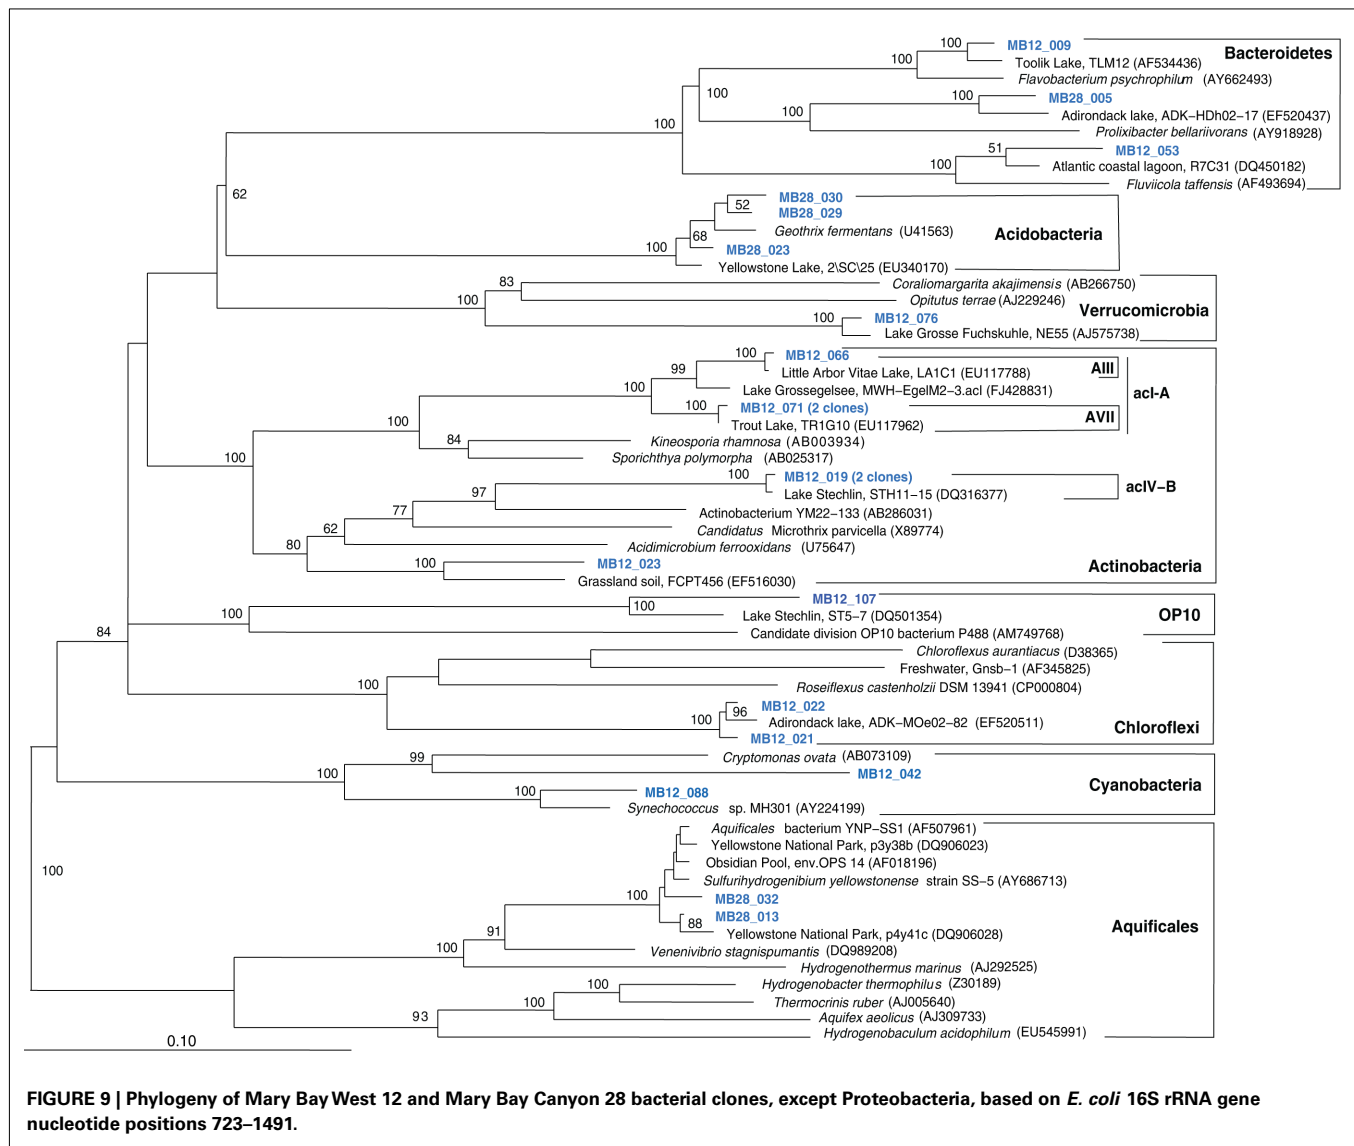 100
100
MB12_009
Bacteroidetes
Toolik Lake, TLM12 (AF534436)
Flavobacterium psychrophilum (AY662493)
100
100
MB28_005
Adirondack lake, ADK−HDh02−17 (EF520437)
100
Prolixibacter bellariivorans (AY918928)
51
MB12_053
100
Atlantic coastal lagoon, R7C31 (DQ450182)
Fluviicola taffensis (AF493694)
62
52
MB28_030
MB28_029
68
Geothrix fermentans (U41563)
Acidobacteria
100
MB28_023
Yellowstone Lake, 2\SC\25 (EU340170)
83
Coraliomargarita akajimensis (AB266750)
100
Opitutus terrae (AJ229246)
Verrucomicrobia
100
MB12_076
Lake Grosse Fuchskuhle, NE55 (AJ575738)
100
MB12_066
99
Little Arbor Vitae Lake, LA1C1 (EU117788)
AIII
100
Lake Grossegelsee, MWH−EgelM2−3.acI (FJ428831)
acI-A
100
MB12_071 (2 clones)
AVII
100
Trout Lake, TR1G10 (EU117962)
84
Kineosporia rhamnosa (AB003934)
100
Sporichthya polymorpha (AB025317)
100
MB12_019 (2 clones)
acIV−B
97
Lake Stechlin, STH11−15 (DQ316377)
77
Actinobacterium YM22−133 (AB286031)
62
Candidatus Microthrix parvicella (X89774)
80
Acidimicrobium ferrooxidans (U75647)
100
MB12_023
Actinobacteria
Grassland soil, FCPT456 (EF516030)
100
100
MB12_107
OP10
Lake Stechlin, ST5−7 (DQ501354)
84
Candidate division OP10 bacterium P488 (AM749768)
Chloroflexus aurantiacus (D38365)
Freshwater, Gnsb−1 (AF345825)
100
Roseiflexus castenholzii DSM 13941 (CP000804)
96
MB12_022
100
Adirondack lake, ADK−MOe02−82 (EF520511)
Chloroflexi
MB12_021
99
Cryptomonas ovata (AB073109)
100
MB12_042
Cyanobacteria
100
MB12_088
Synechococcus sp. MH301 (AY224199)
Aquificales bacterium YNP−SS1 (AF507961)
Yellowstone National Park, p3y38b (DQ906023)
100
Obsidian Pool, env.OPS 14 (AF018196)
Sulfurihydrogenibium yellowstonense strain SS−5 (AY686713)
100
MB28_032
88
MB28_013
Aquificales
91
Yellowstone National Park, p4y41c (DQ906028)
100
Venenivibrio stagnispumantis (DQ989208)
Hydrogenothermus marinus (AJ292525)
100
Hydrogenobacter thermophilus (Z30189)
100
Thermocrinis ruber (AJ005640)
93
Aquifex aeolicus (AJ309733)
Hydrogenobaculum acidophilum (EU545991)
0.10
FIGURE 9 | Phylogeny of Mary Bay West 12 and Mary Bay Canyon 28 bacterial clones, except Proteobacteria, based on E. coli 16S rRNA gene
nucleotide positions 723–1491.